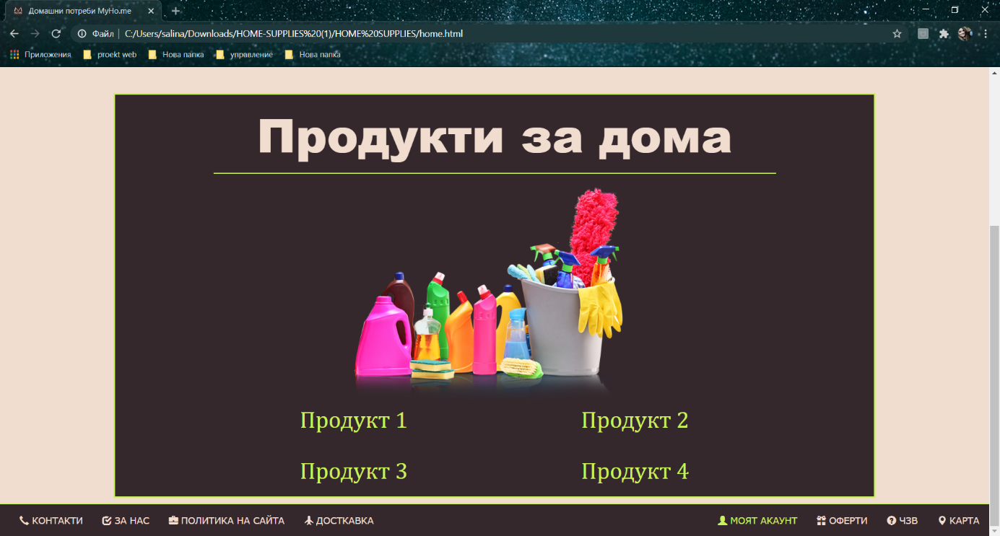 Домашни потреби MyHo.me
Файл | C:/Users/salina/Downloads/HOME-SUPPLIES%20(1)/HOME%20SUPPLIES/home.html
Приложения proekt web Нова папка управление Нова папка
Продукти за дома
Продукт 1 Продукт 2
Продукт 3 Продукт 4
КОНТАКТИ ЗА НАС ПОЛИТИКА НА САЙТА ДОСТКАВКА МОЯТ АКАУНТ ОФЕРТИ ЧЗВ КАРТА